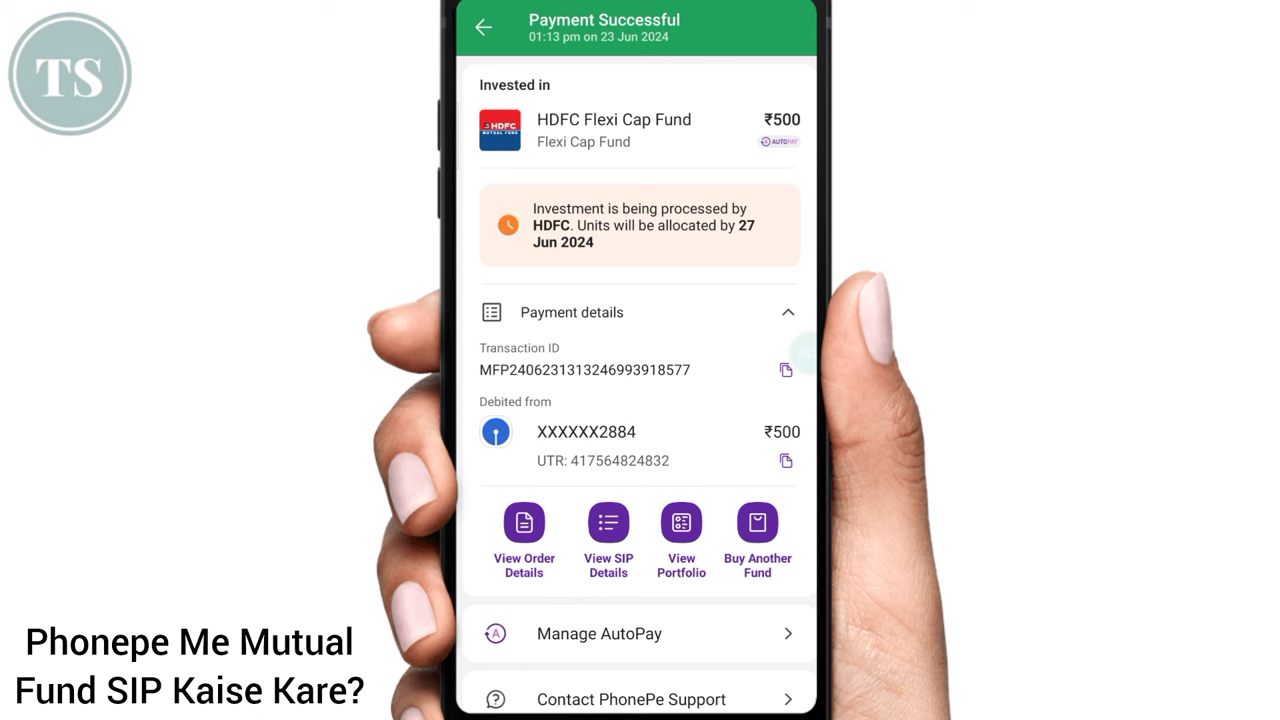 TS
Payment Successful
01:13 pm on 23 Jun 2024
Invested in
HDFC
MUTUAL FUND
HDFC Flexi Cap Fund
₹500
Flexi Cap Fund
AUTOPAY
Investment is being processed by
HDFC. Units will be allocated by 27
Jun 2024
Payment details
Transaction ID
MFP2406231313246993918577
Debited from
XXXXXX2884
₹500
UTR: 417564824832
View Order
Details
View SIP
Details
View
Portfolio
Buy Another
Fund
A
Manage AutoPay
Contact PhonePe Support
Phonepe Me Mutual
Fund SIP Kaise Kare?